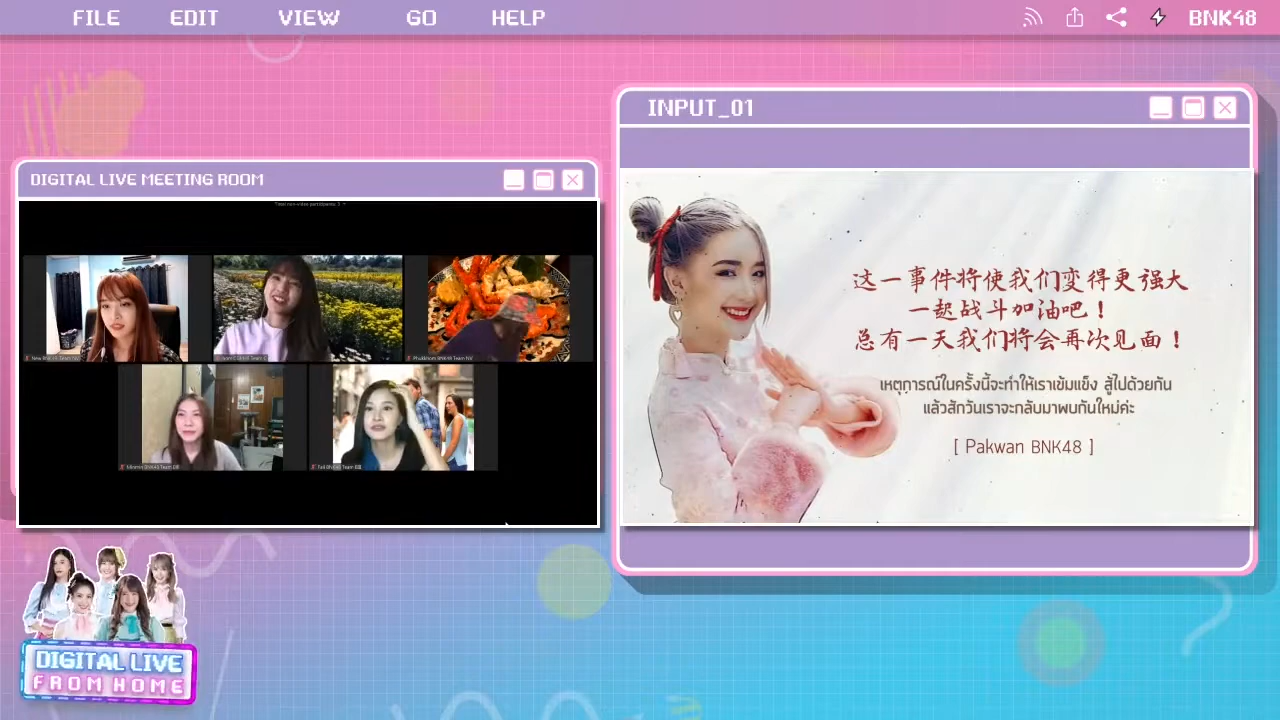 FILE EDIT VIEW GO HELP BNK48
INPUT_01
DIGITAL LIVE MEETING ROOM
这一事件将使我们变得更强大
一起战斗加油吧！
总有一天我们将会再次见面！
เหตุการณ์ในครั้งนี้จะทำให้เราเข้มแข็ง สู้ไปด้วยกัน
แล้วสักวันเราจะกลับมาพบกันใหม่ค่ะ
[ Pakwan BNK48 ]
DIGITAL LIVE
FROM HOME